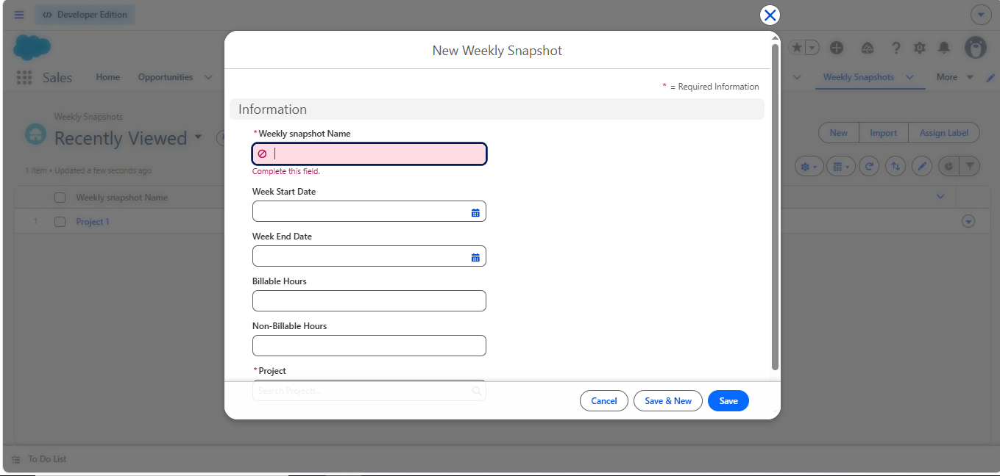 Developer Edition
New Weekly Snapshot
Sales
Home
Opportunities
Weekly Snapshots
More
* = Required Information
Information
Weekly Snapshots
Recently Viewed
*Weekly snapshot Name
New
Import
Assign Label
Complete this field.
1 item • Updated a few seconds ago
Week Start Date
Weekly snapshot Name
1
Project 1
Week End Date
Billable Hours
Non-Billable Hours
*Project
Search Projects...
Cancel
Save & New
Save
To Do List